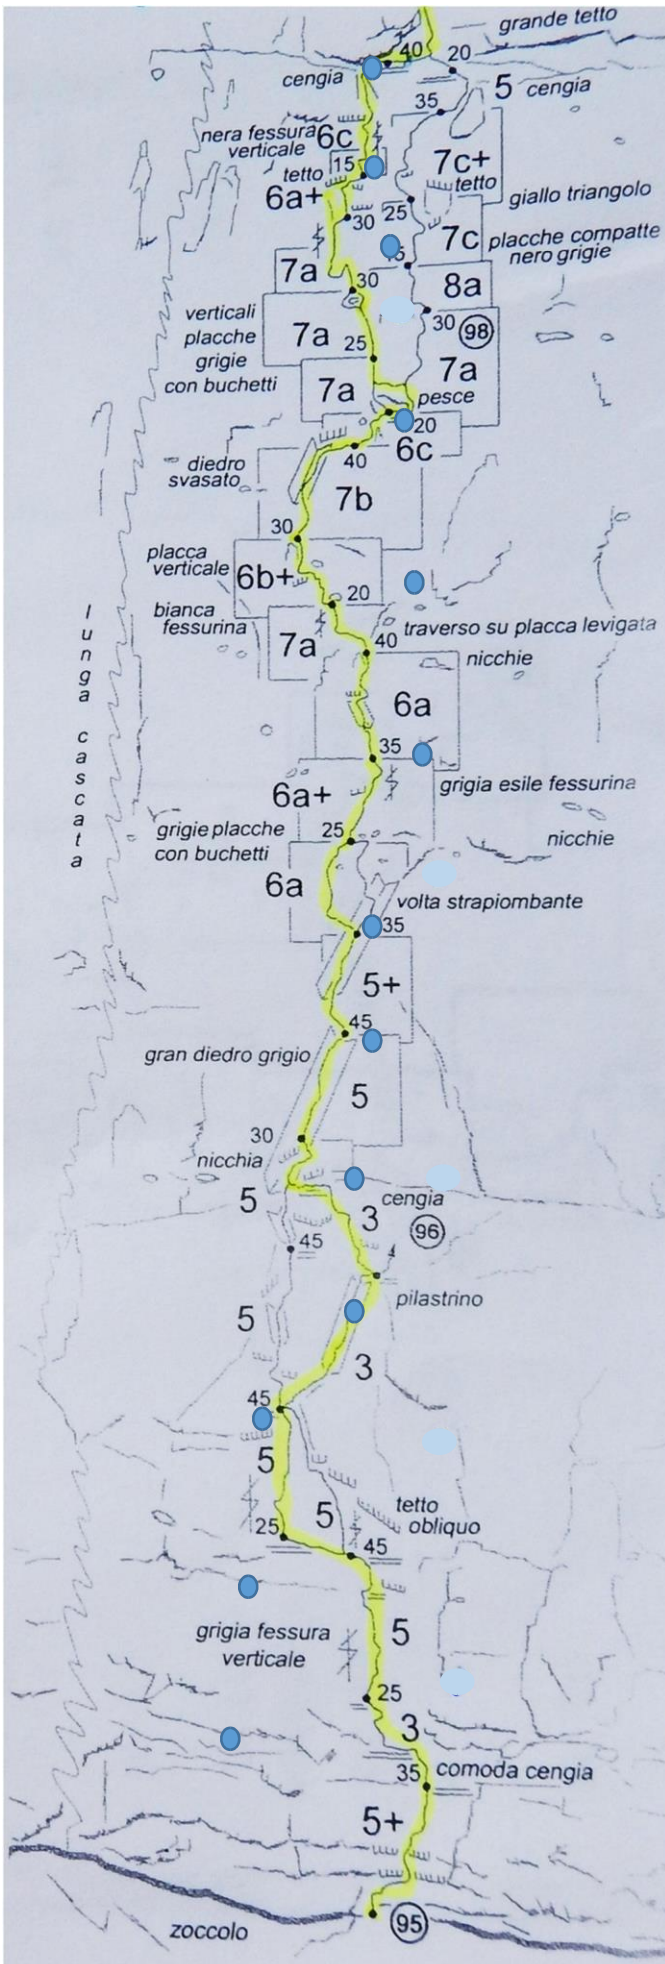 grande tetto
40
20
cengia
5
cengia
35
nera fessura
verticale
6c
15
7c+
tetto
tetto
6a+
giallo triangolo
25
30
7c
placche compatte
nero grigie
7a
30
8a
verticali
placche
grigie
con buchetti
7a
30
98
25
7a
7a
pesce
20
6c
40
diedro
svasato
7b
30
placca
verticale
6b+
20
bianca
fessurina
traverso su placca levigata
7a
40
nicchie
6a
35
grigia esile fessurina
6a+
lunga cascata
25
grigie placche
con buchetti
nicchie
6a
volta strapiombante
35
5+
45
gran diedro grigio
5
30
nicchia
5
cengia
3
96
45
pilastrino
5
3
45
5
tetto
obliquo
5
25
45
grigia fessura
verticale
5
25
3
35
comoda cengia
5+
95
zoccolo